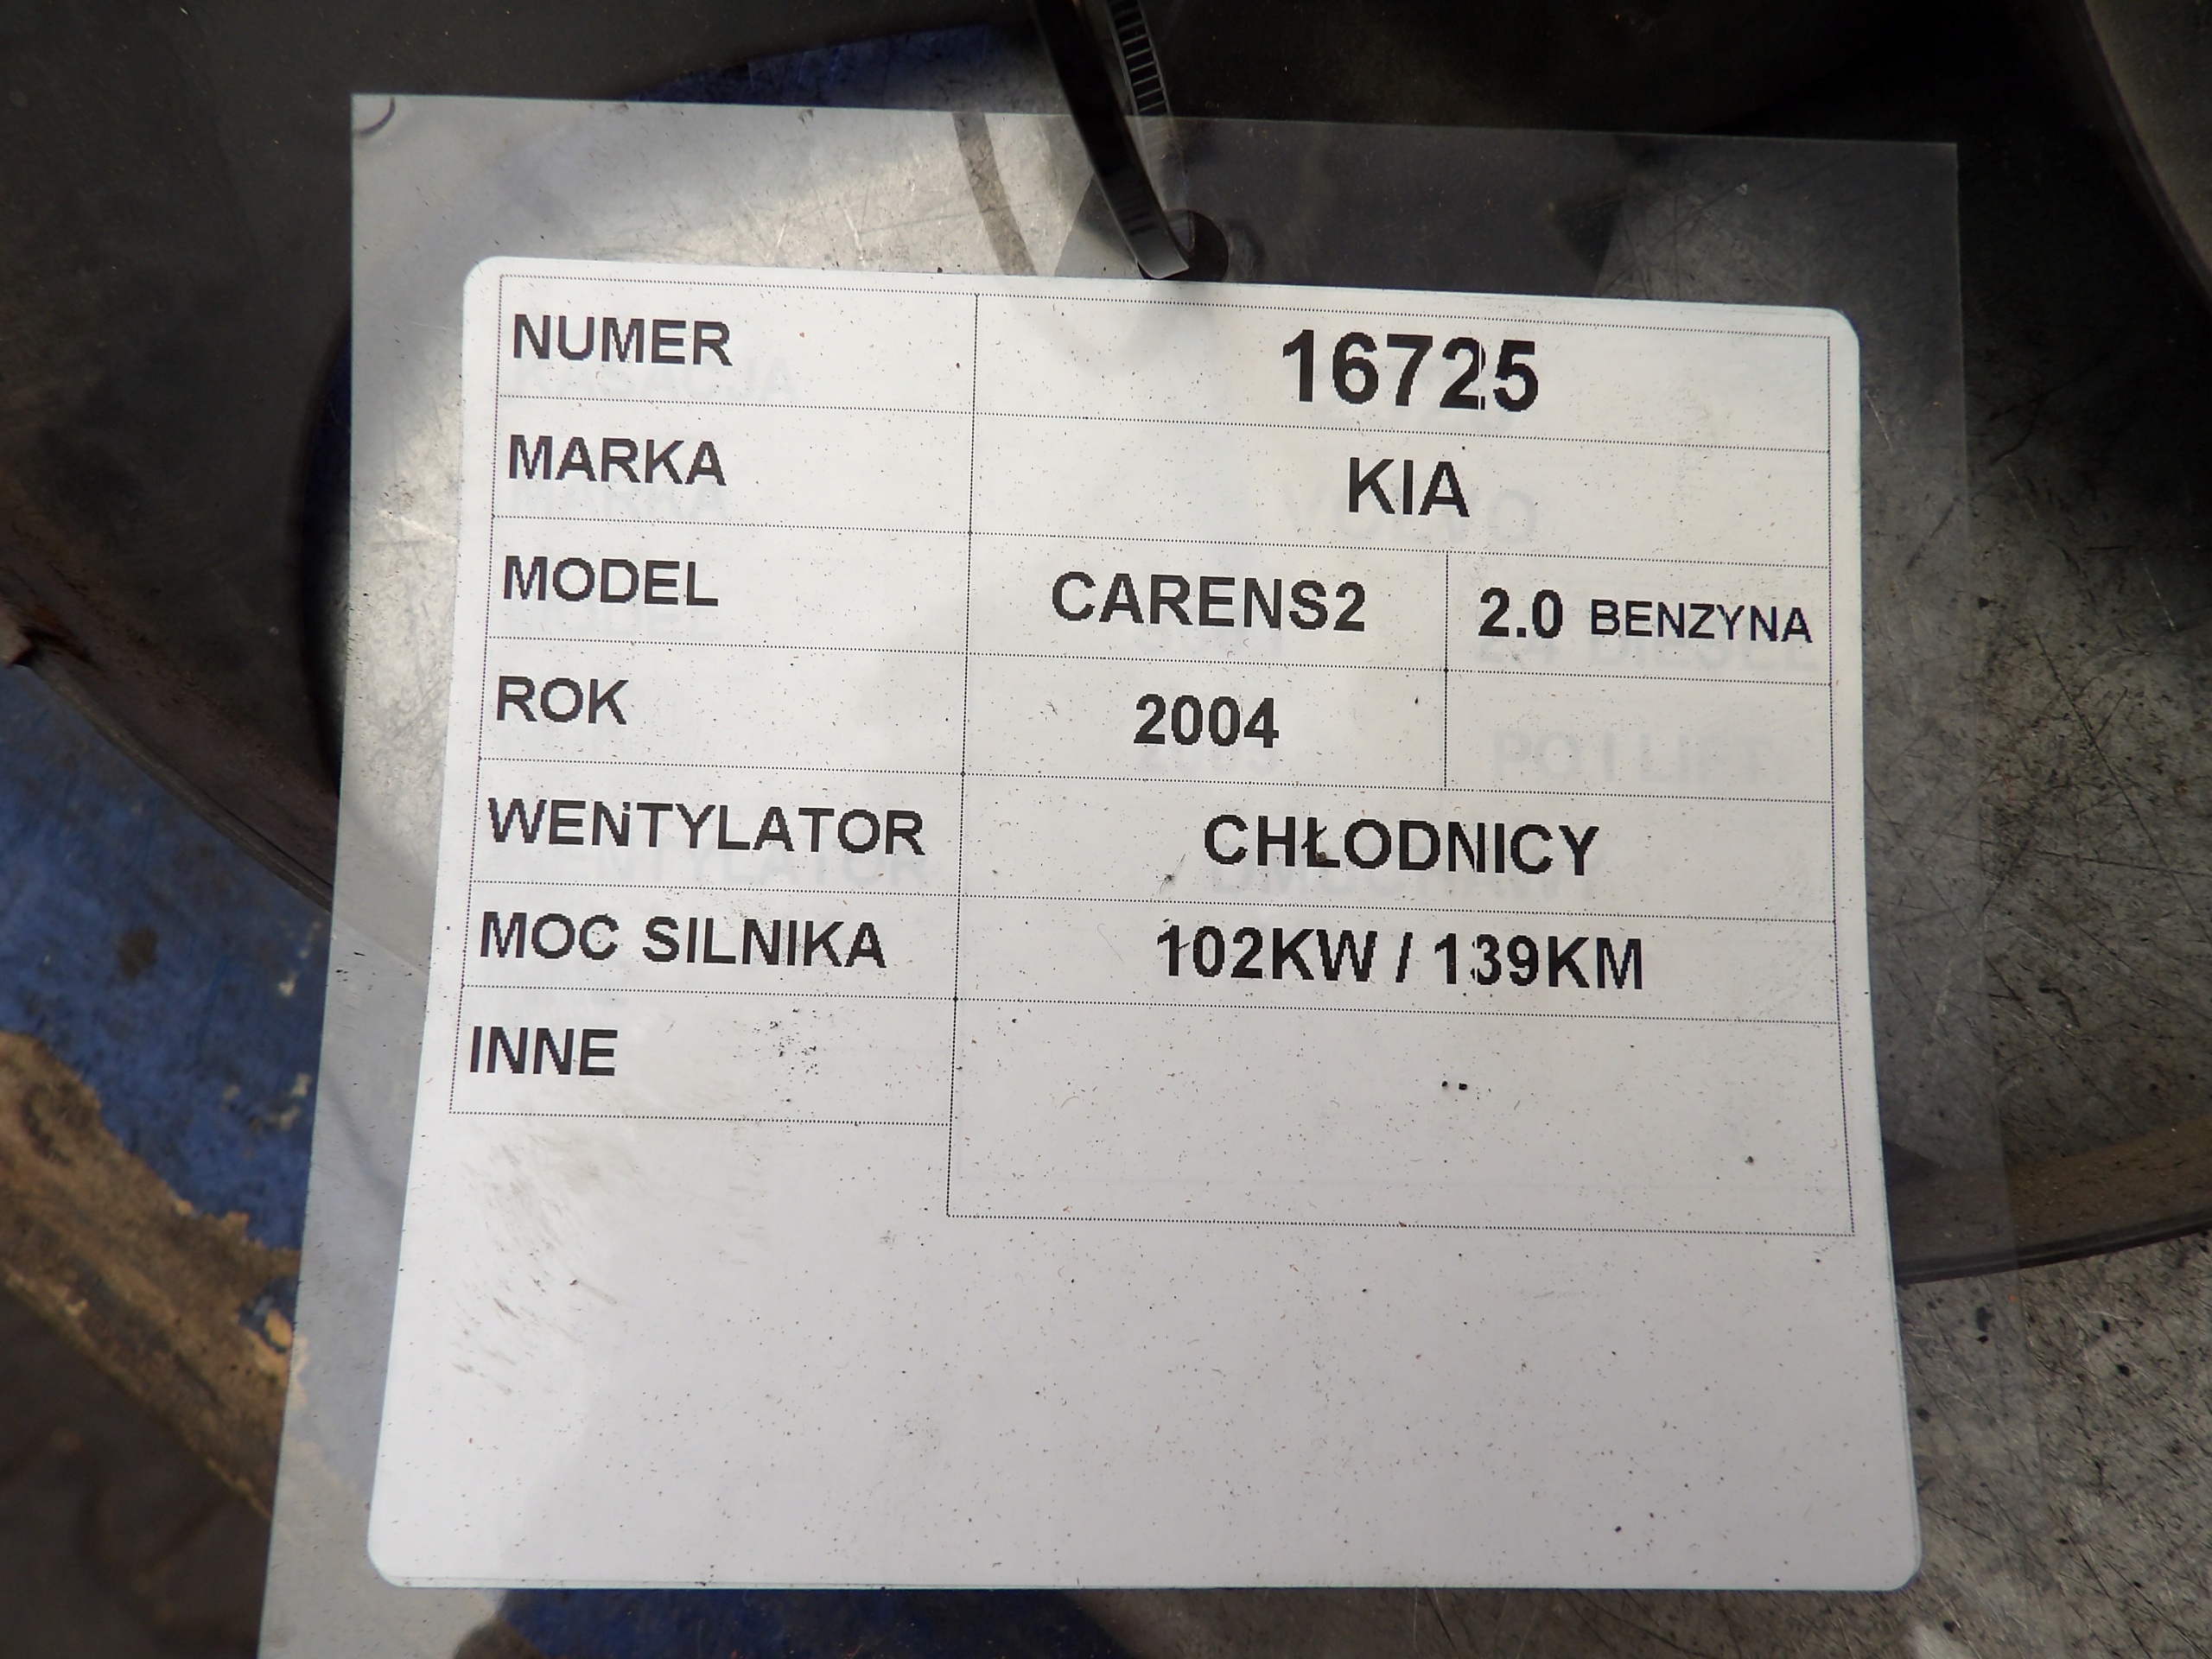 NUMER 16725
MARKA KIA
MODEL CARENS2 2.0 BENZYNA
ROK 2004
WENTYLATOR CHŁODNICY
MOC SILNIKA 102KW / 139KM
INNE